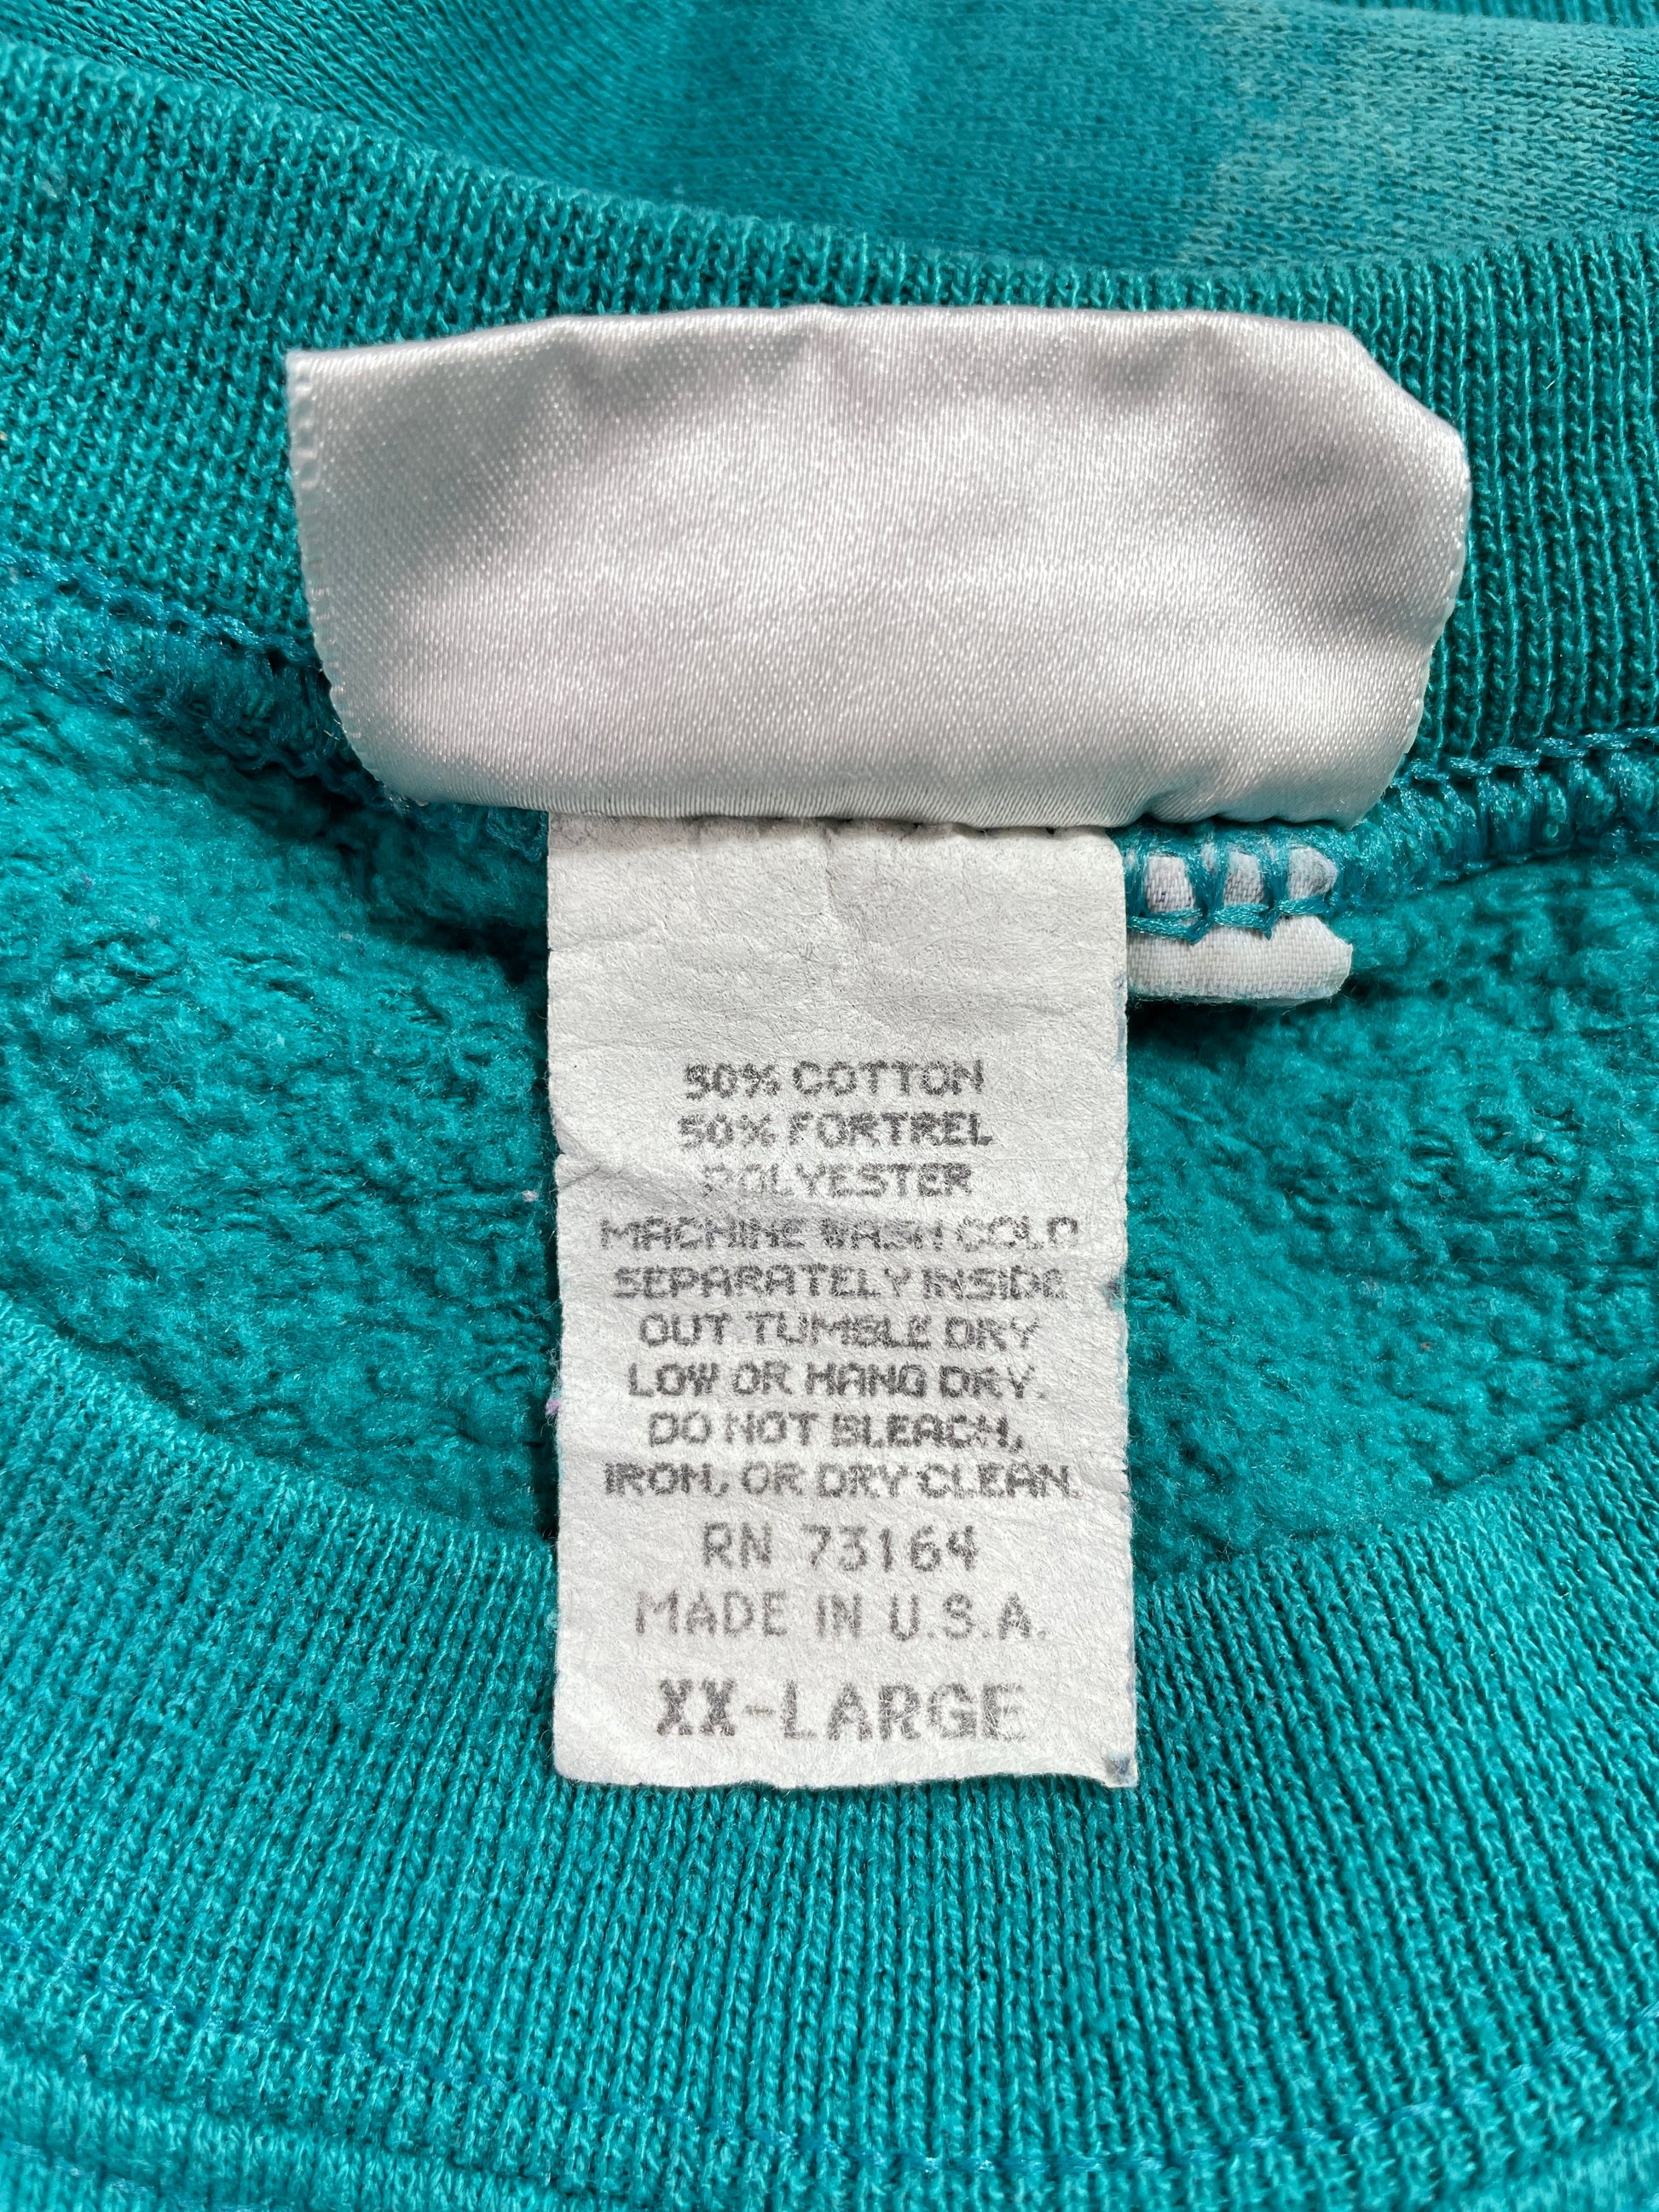 50% COTTON
50% FORTREL
POLYESTER
MACHINE WASH COLD
SEPARATELY INSIDE
OUT. TUMBLE DRY
LOW OR HANG DRY.
DO NOT BLEACH,
IRON, OR DRY CLEAN.
RN 73164
MADE IN U.S.A.
XX-LARGE